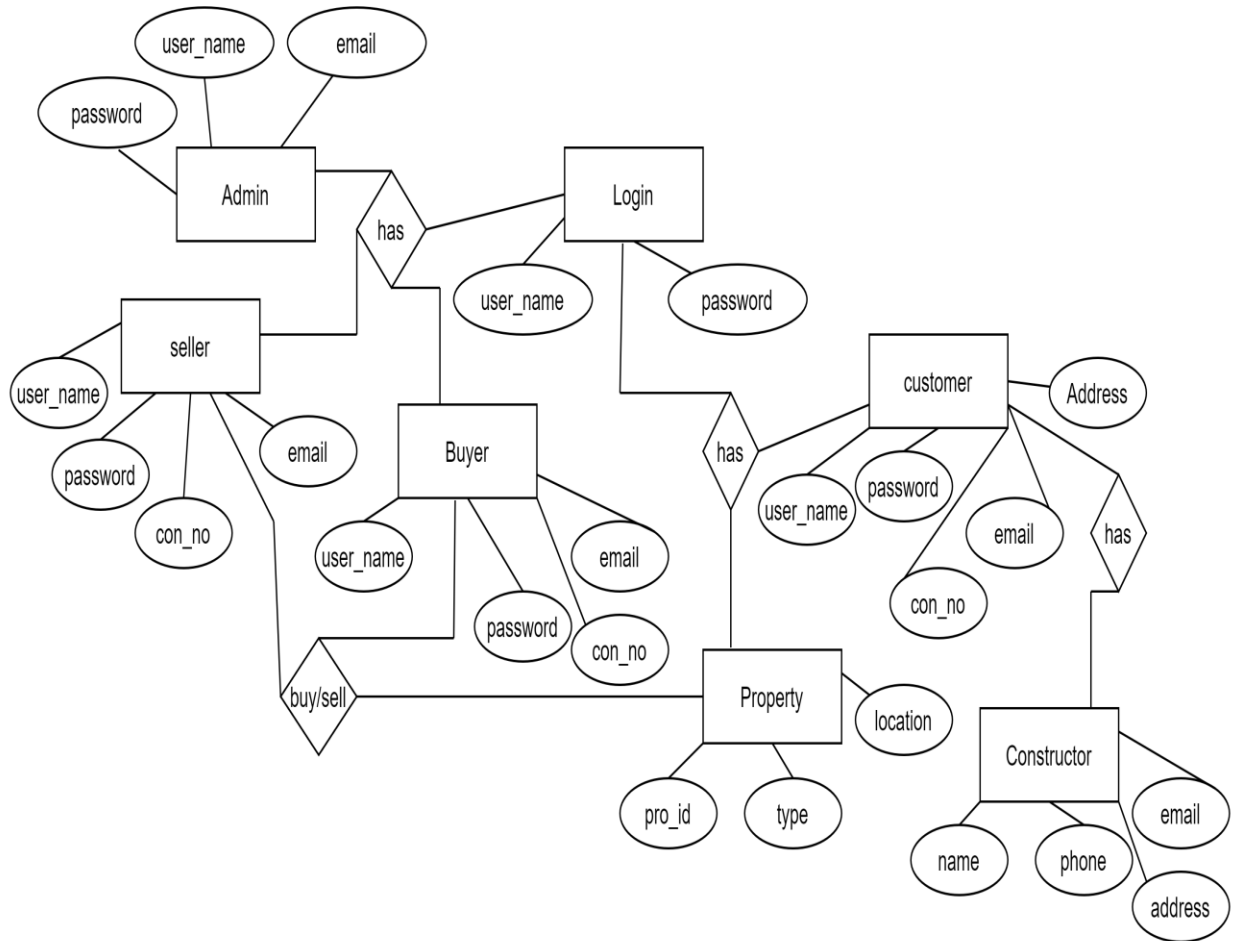 user_name
email
password
Admin
Login
has
user_name
password
seller
customer
Address
user_name
password
con_no
email
Buyer
has
user_name
password
email
con_no
has
user_name
password
con_no
email
buy/sell
Property
location
pro_id
type
Constructor
email
name
phone
address